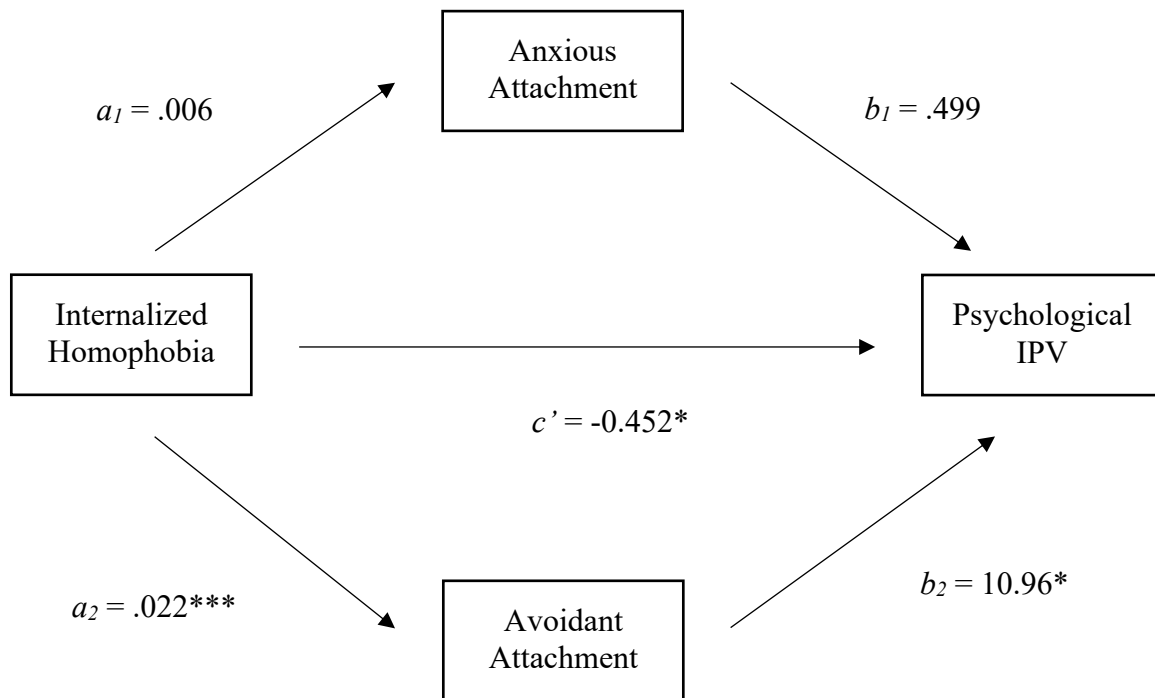 Anxious
Attachment
a1 = .006
b1 = .499
Internalized
Homophobia
Psychological
IPV
c’ = -0.452*
a2 = .022***
b2 = 10.96*
Avoidant
Attachment